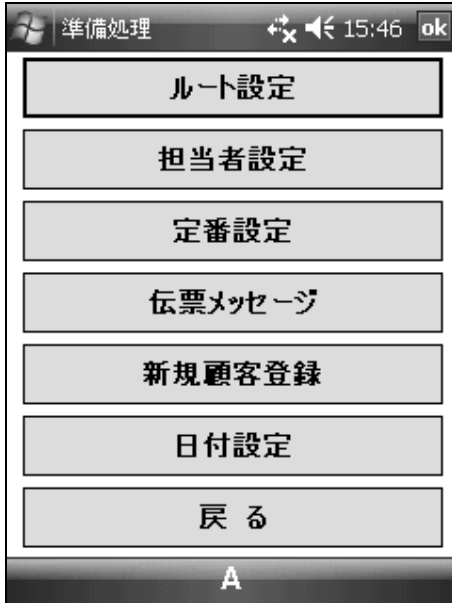 準備処理 15:46 ok
ルート設定
担当者設定
定番設定
伝票メッセージ
新規顧客登録
日付設定
戻 る
A